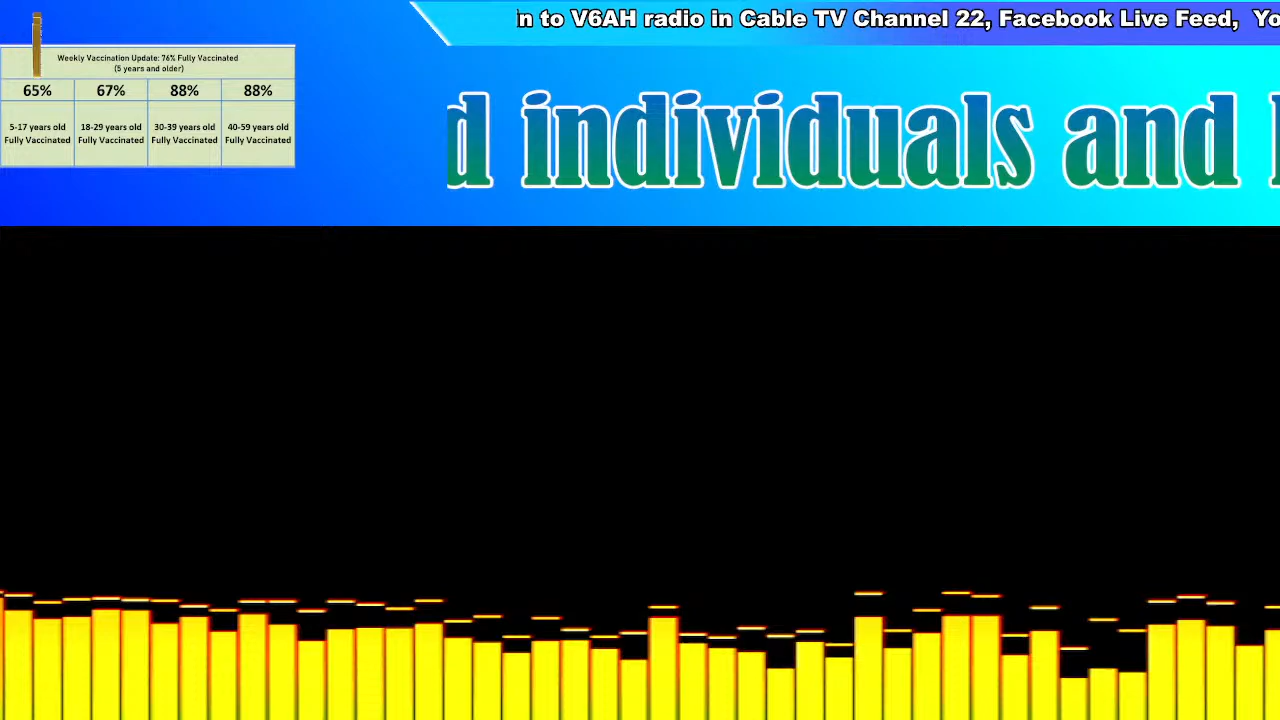 n to V6AH radio in Cable TV Channel 22, Facebook Live Feed, Yo
Weekly Vaccination Update: 76% Fully Vaccinated
(5 years and older)
65% 67% 88% 88%
5-17 years old 18-29 years old 30-39 years old 40-59 years old
Fully Vaccinated Fully Vaccinated Fully Vaccinated Fully Vaccinated
d individuals and